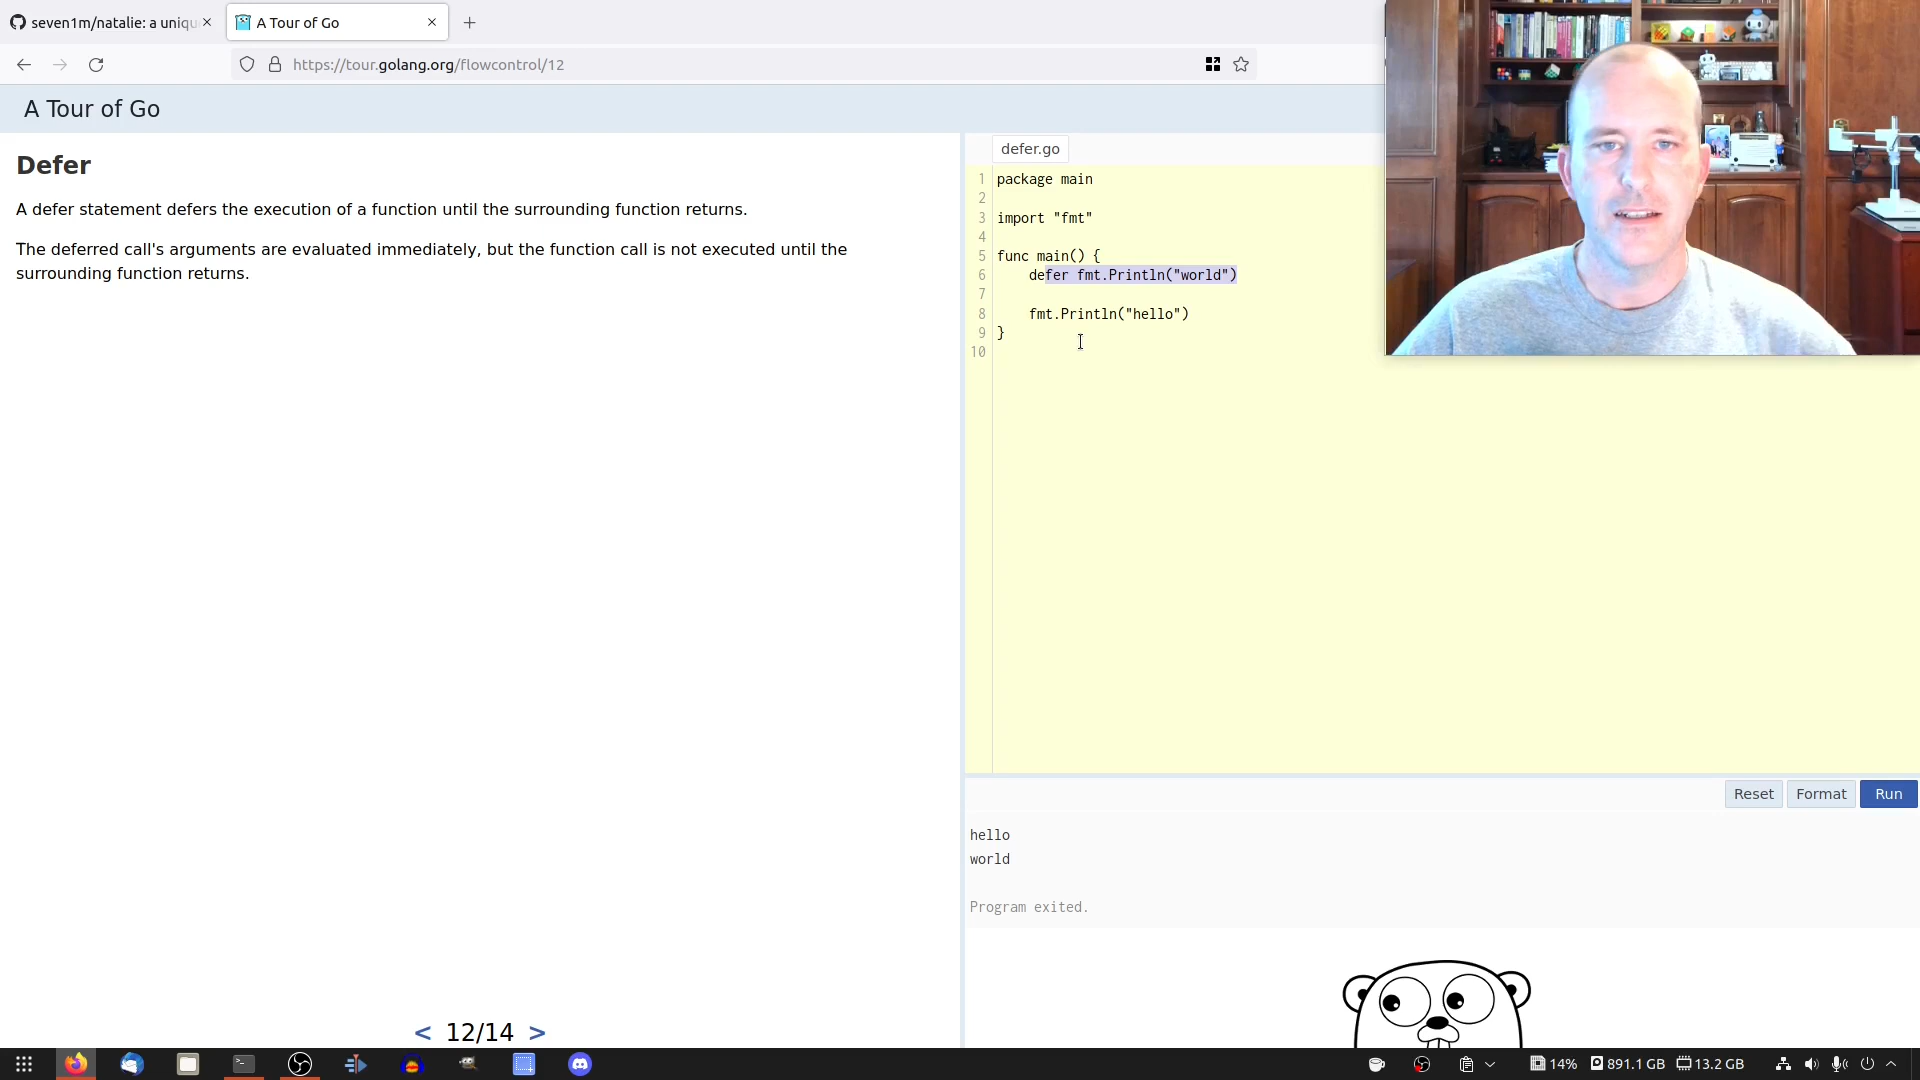 seven1m/natalie: a uniqu
A Tour of Go
https://tour.golang.org/flowcontrol/12
A Tour of Go
Defer
A defer statement defers the execution of a function until the surrounding function returns.
The deferred call's arguments are evaluated immediately, but the function call is not executed until the
surrounding function returns.
< 12/14 >
defer.go
1 package main
2
3 import "fmt"
4
5 func main() {
6 defer fmt.Println("world")
7
8 fmt.Println("hello")
9 }
10
Reset Format Run
hello
world
Program exited.
14% 891.1 GB 13.2 GB